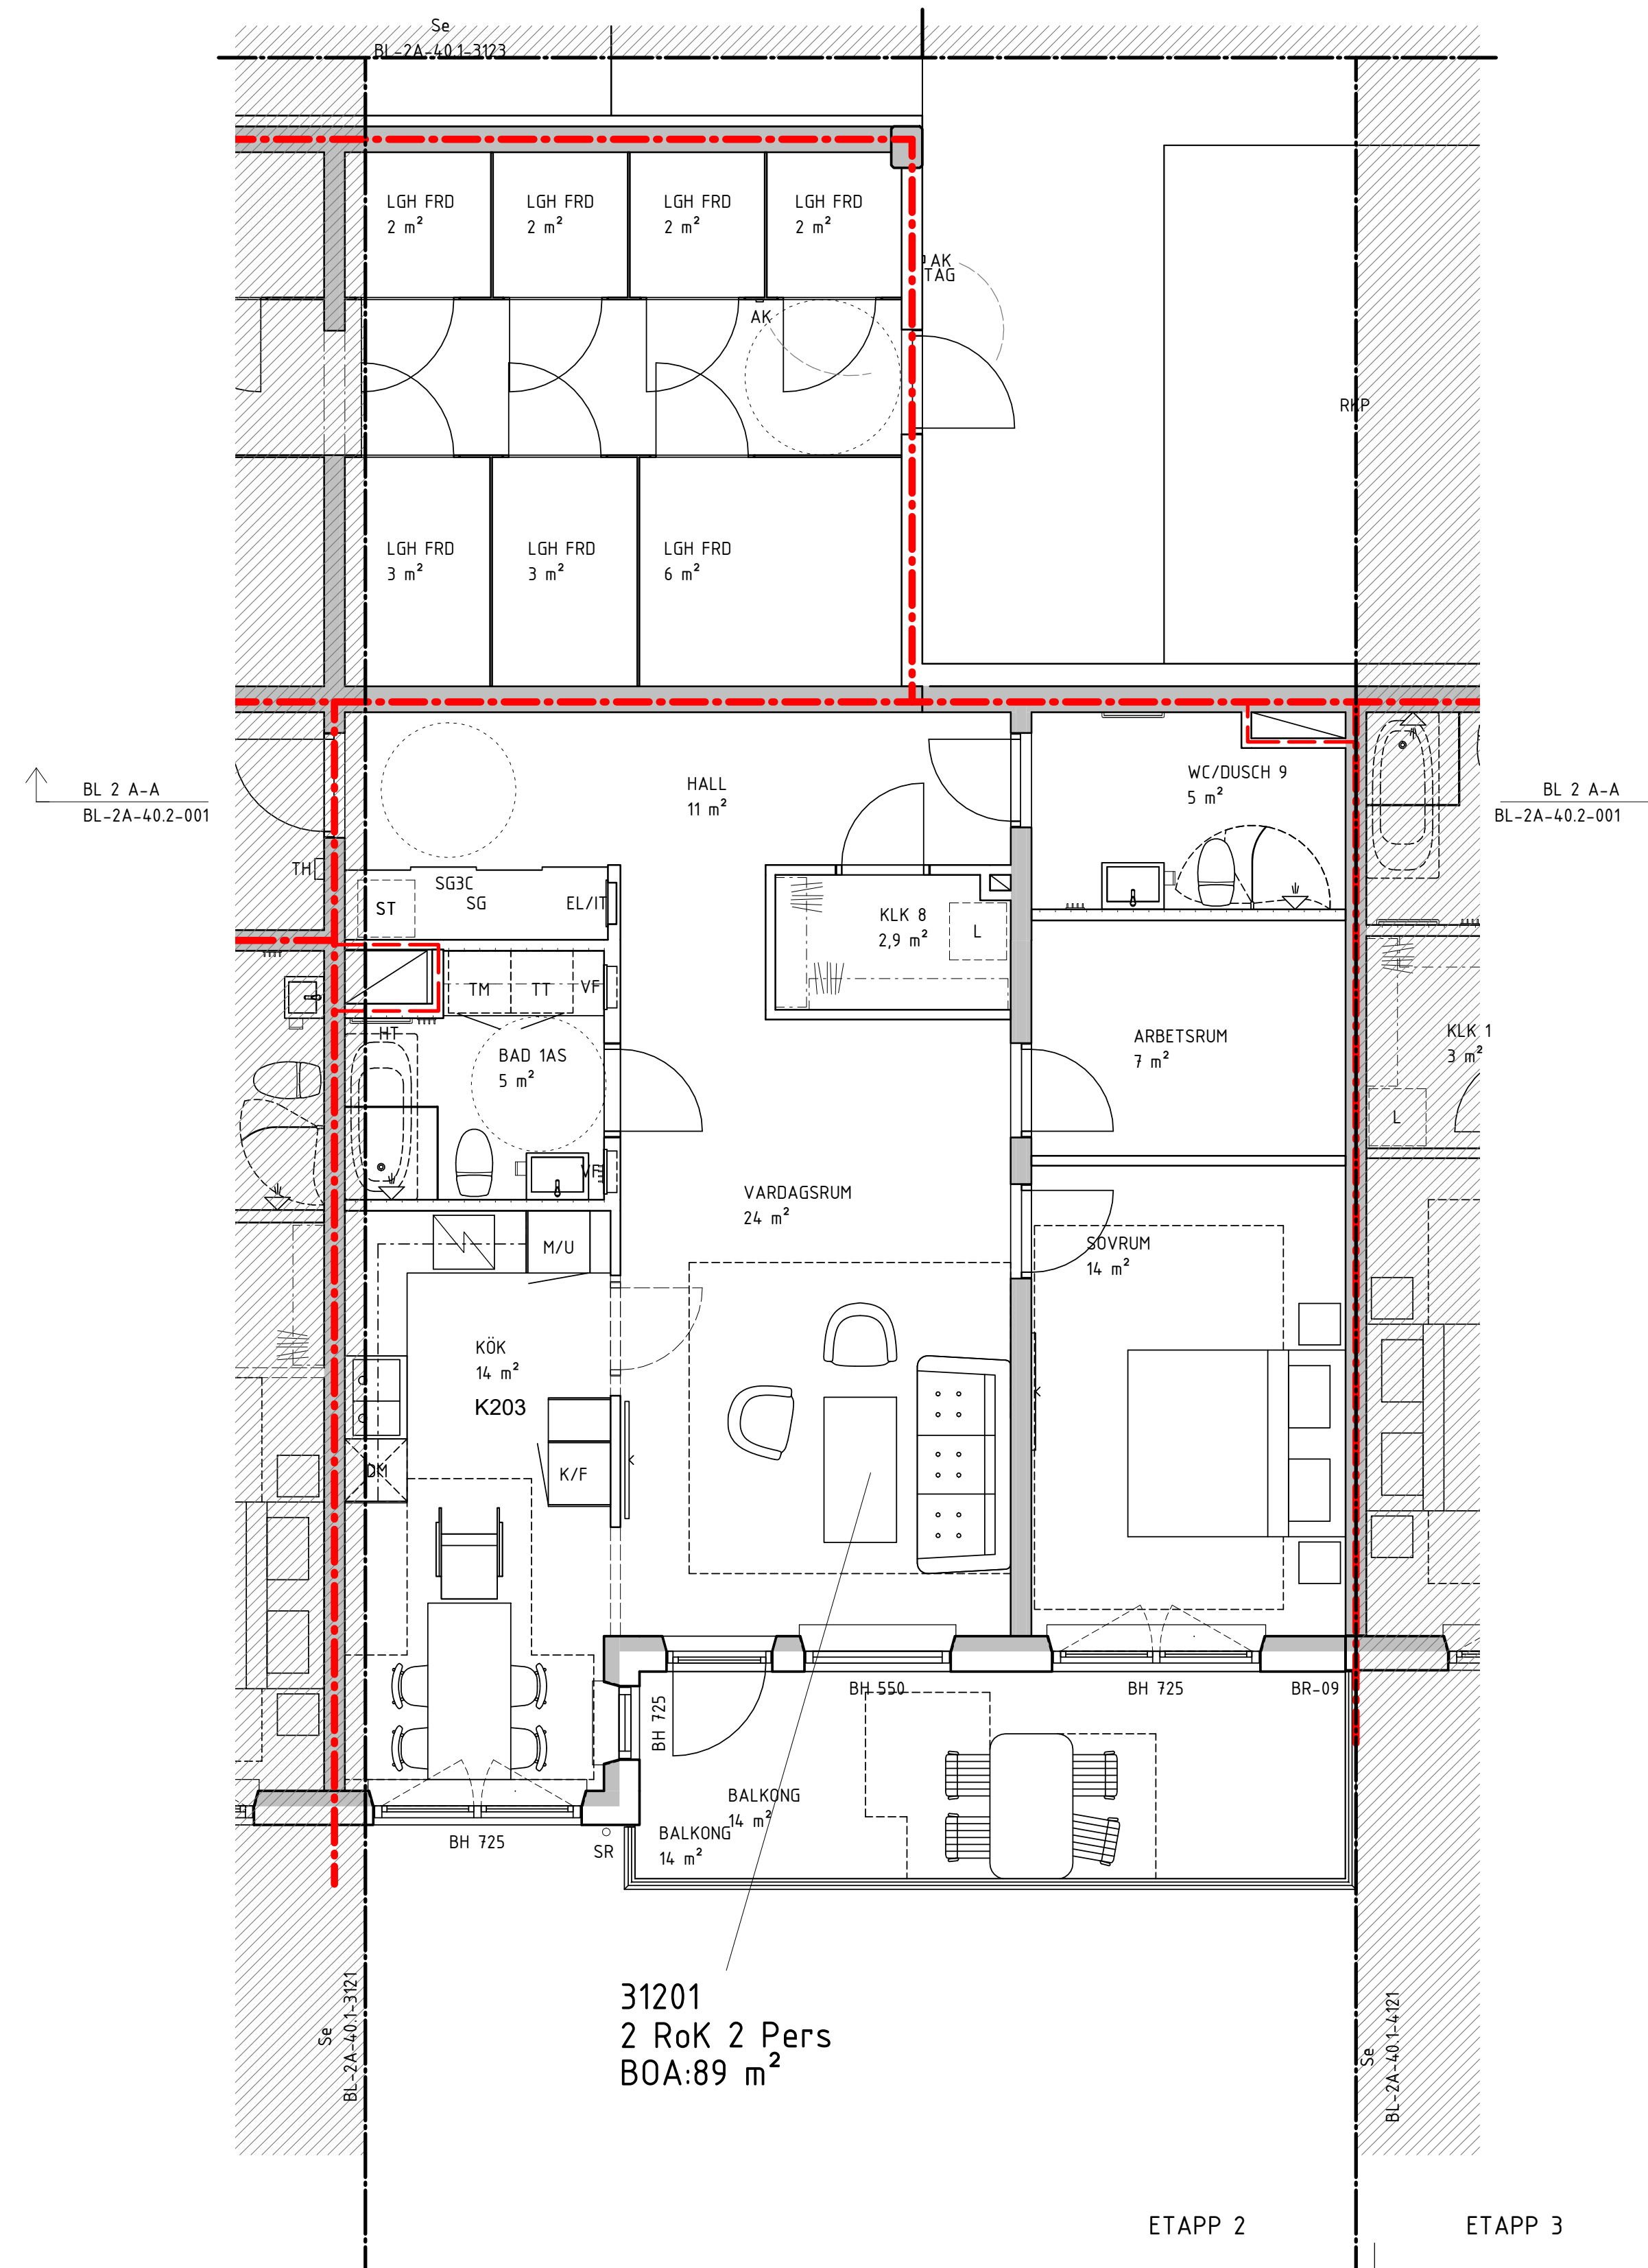 Se
BL-2A-40.1-3123
LGH FRD
2 m²
LGH FRD
2 m²
LGH FRD
2 m²
LGH FRD
2 m²
AK
TAG
AK
RKP
LGH FRD
3 m²
LGH FRD
3 m²
LGH FRD
6 m²
HALL
11 m²
WC/DUSCH 9
5 m²
BL 2 A-A
BL-2A-40.2-001
BL 2 A-A
BL-2A-40.2-001
TH
SG3C
SG
ST
EL/IT
KLK 8
2,9 m²
L
TM
TT
VF
HT
BAD 1AS
5 m²
ARBETSRUM
7 m²
KLK 1
3 m²
L
VF
VARDAGSRUM
24 m²
SOVRUM
14 m²
M/U
KÖK
14 m²
K203
K/F
DM
BH 725
BH 550
BH 725
BR-09
BALKONG
14 m²
BALKONG
14 m²
BH 725
SR
31201
2 RoK 2 Pers
BOA:89 m²
Se
BL-2A-40.1-3121
Se
BL-2A-40.1-4121
ETAPP 2
ETAPP 3